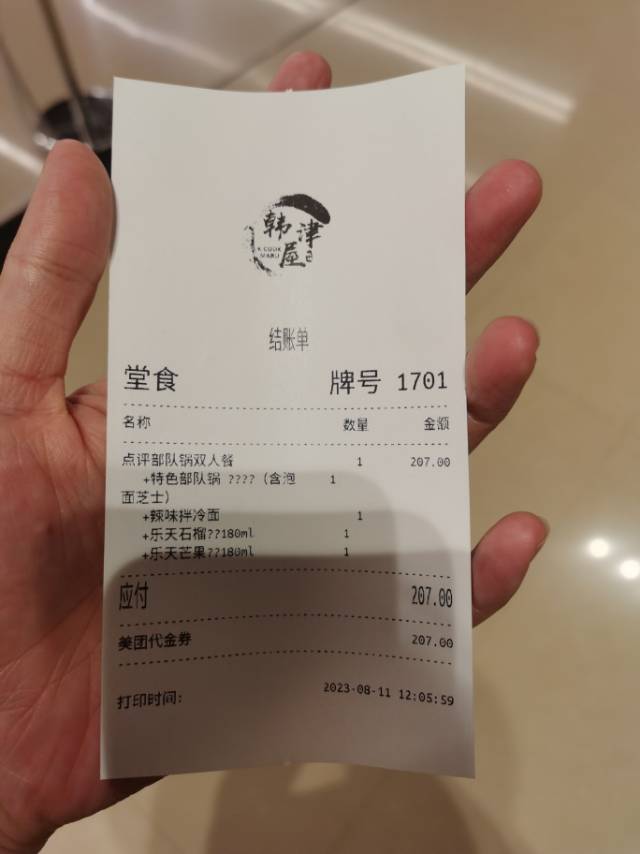 韩津屋
K COOK
MARU
结账单
堂食 牌号 1701
名称 数量 金额
点评部队锅双人餐 1 207.00
+特色部队锅 ????（含泡 1
面芝士）
+辣味拌冷面 1
+乐天石榴??180ml 1
+乐天芒果??180ml 1
应付 207.00
美团代金券 207.00
打印时间: 2023-08-11 12:05:59